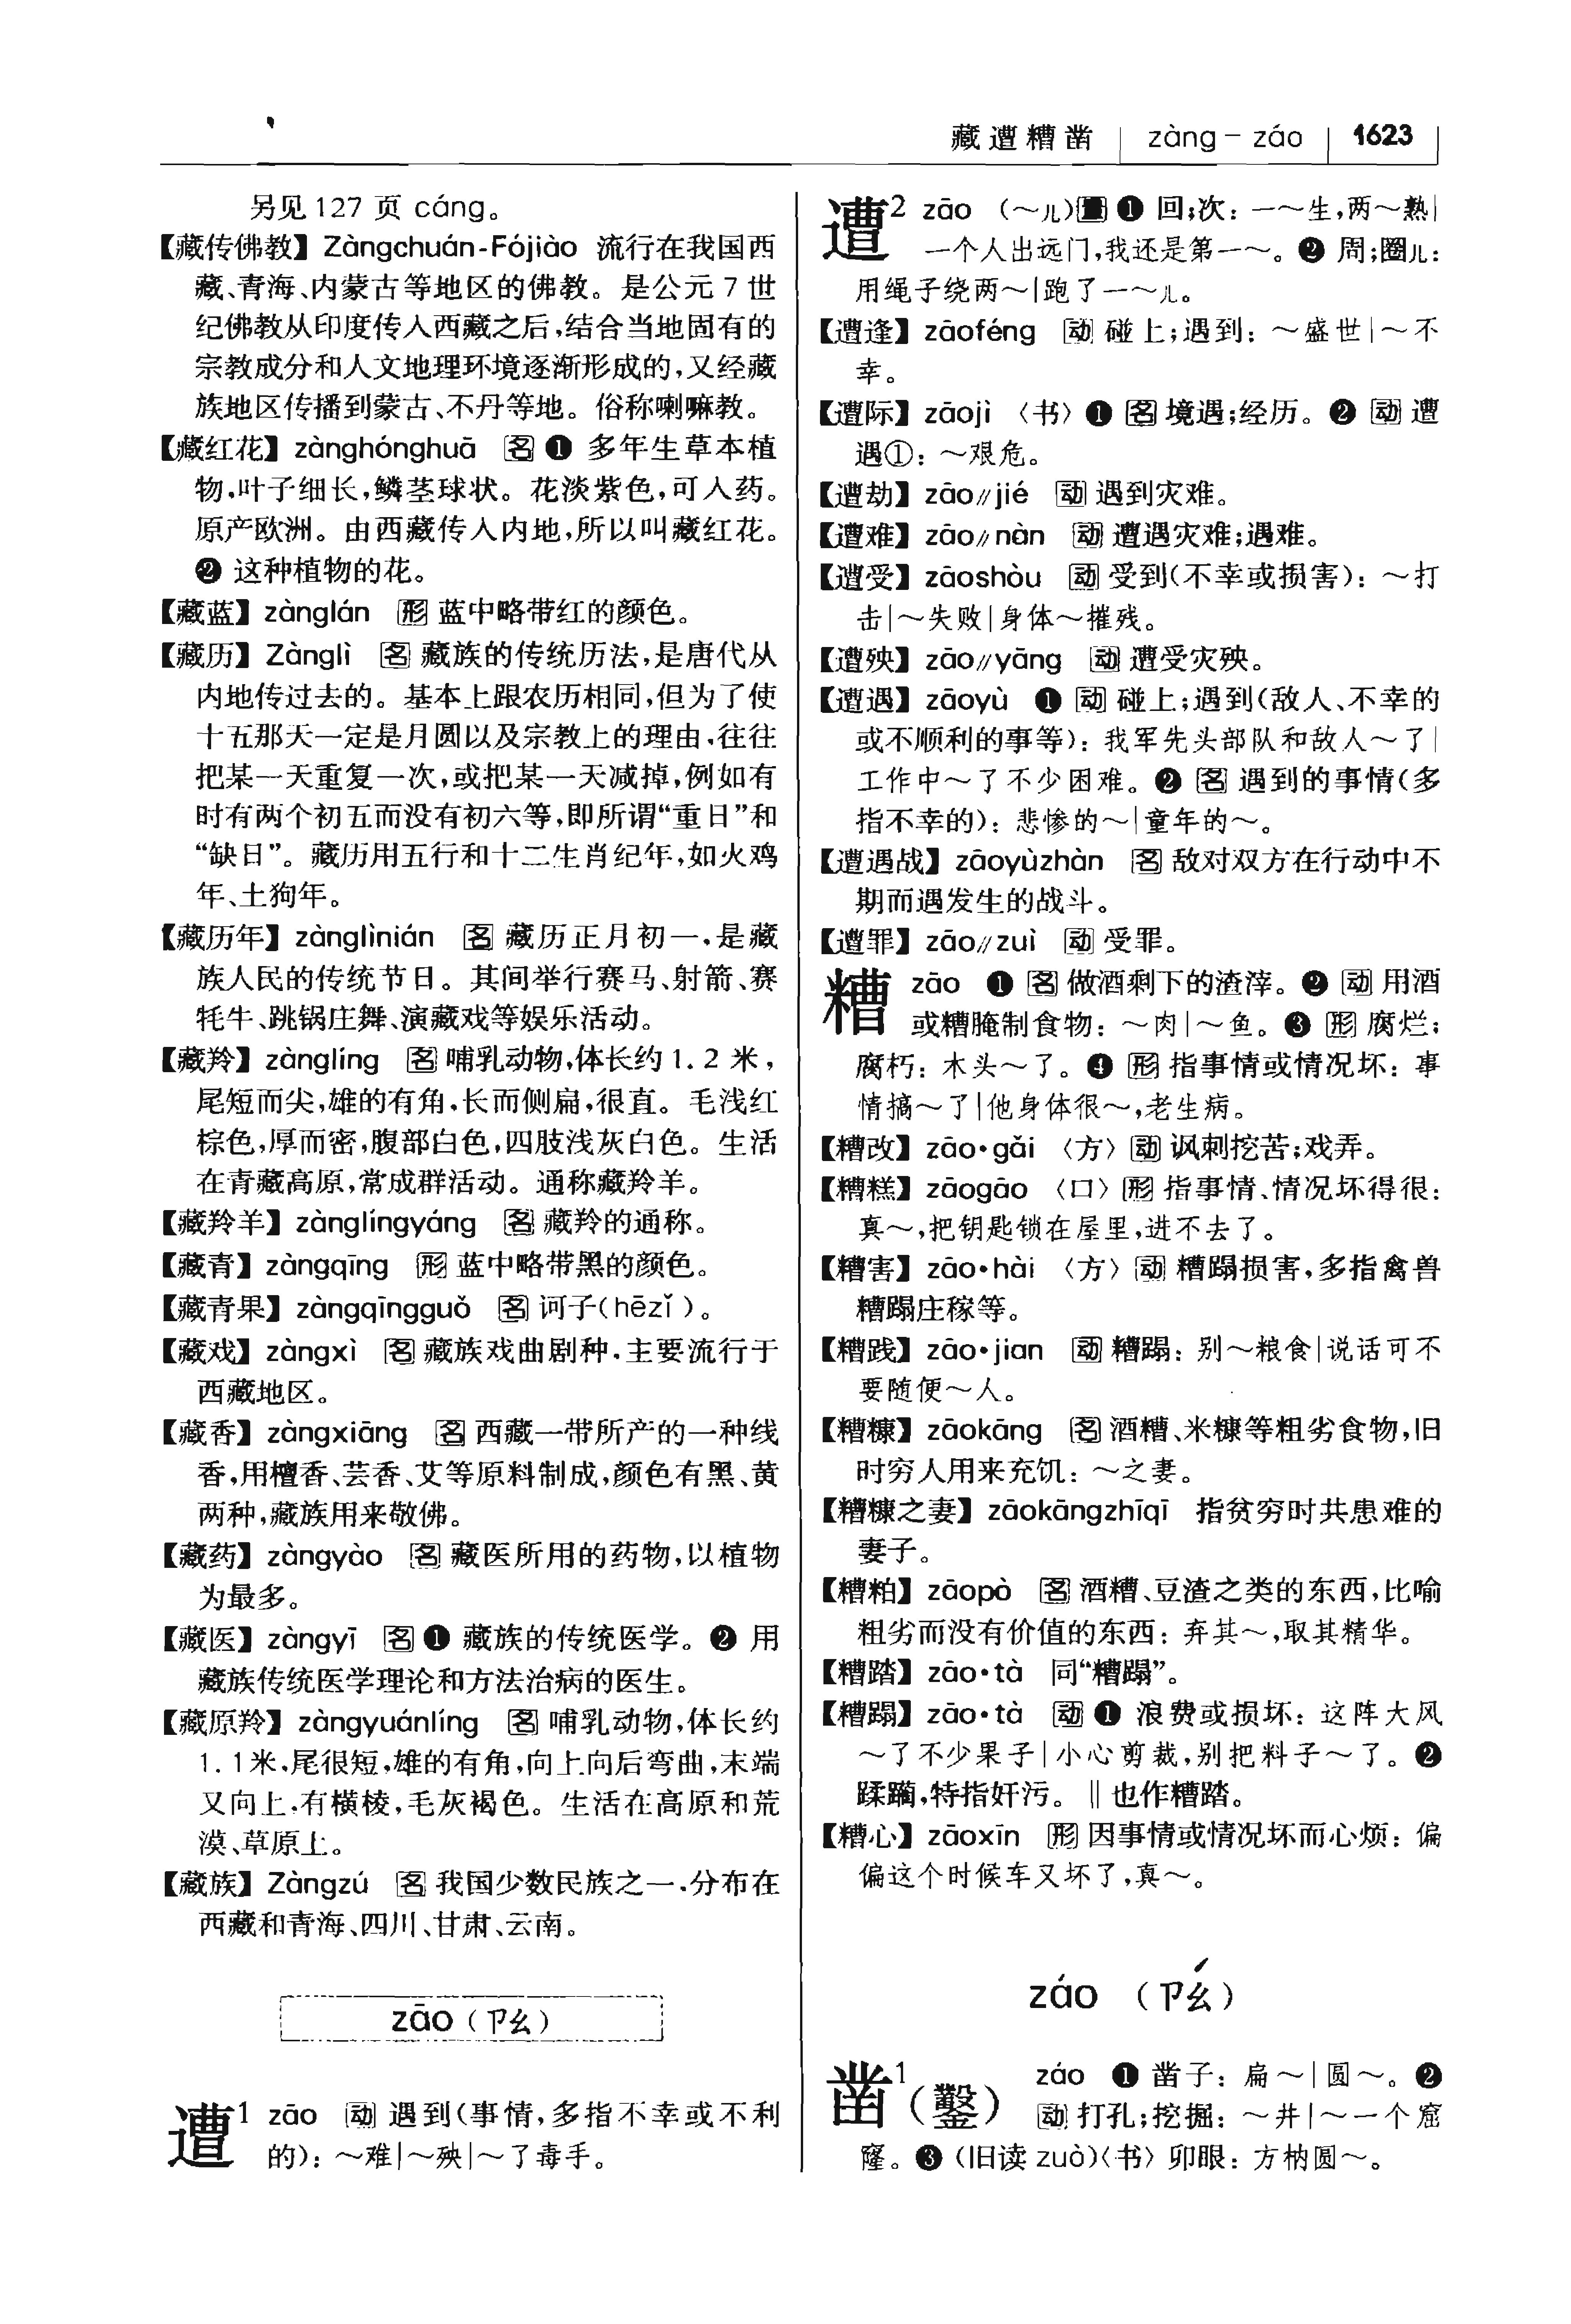 藏 遭 糟 凿 | zàng – záo | 1623
另见 127 页 cáng。
【藏传佛教】 Zàngchuán-Fójiào 流行在我国西
藏、青海、内蒙古等地区的佛教。是公元 7 世
纪佛教从印度传入西藏之后,结合当地固有的
宗教成分和人文地理环境逐渐形成的,又经藏
族地区传播到蒙古、不丹等地。俗称喇嘛教。
【藏红花】 zànghónghuā 名 ❶ 多年生草本植
物,叶子细长,鳞茎球状。花淡紫色,可入药。
原产欧洲。由西藏传入内地,所以叫藏红花。
❷ 这种植物的花。
【藏蓝】 zànglán 形 蓝中略带红的颜色。
【藏历】 Zànglì 名 藏族的传统历法,是唐代从
内地传过去的。基本上跟农历相同,但为了使
十五那天一定是月圆以及宗教上的理由,往往
把某一天重复一次,或把某一天减掉,例如有
时有两个初五而没有初六等,即所谓“重日”和
“缺日”。藏历用五行和十二生肖纪年,如火鸡
年、土狗年。
【藏历年】 zànglìnián 名 藏历正月初一,是藏
族人民的传统节日。其间举行赛马、射箭、赛
牦牛、跳锅庄舞、演藏戏等娱乐活动。
【藏羚】 zànglíng 名 哺乳动物,体长约 1.2 米,
尾短而尖,雄的有角,长而侧扁,很直。毛浅红
棕色,厚而密,腹部白色,四肢浅灰白色。生活
在青藏高原,常成群活动。通称藏羚羊。
【藏羚羊】 zànglíngyáng 名 藏羚的通称。
【藏青】 zàngqīng 形 蓝中略带黑的颜色。
【藏青果】 zàngqīngguǒ 名 诃子(hēzǐ)。
【藏戏】 zàngxì 名 藏族戏曲剧种,主要流行于
西藏地区。
【藏香】 zàngxiāng 名 西藏一带所产的一种线
香,用檀香、芸香、艾等原料制成,颜色有黑、黄
两种,藏族用来敬佛。
【藏药】 zàngyào 名 藏医所用的药物,以植物
为最多。
【藏医】 zàngyī 名 ❶ 藏族的传统医学。❷ 用
藏族传统医学理论和方法治病的医生。
【藏原羚】 zàngyuánlíng 名 哺乳动物,体长约
1.1米,尾很短,雄的有角,向上向后弯曲,末端
又向上,有横棱,毛灰褐色。生活在高原和荒
漠、草原上。
【藏族】 Zàngzú 名 我国少数民族之一,分布在
西藏和青海、四川、甘肃、云南。
zāo (ㄗㄠ)
遭1 zāo 动 遇到(事情,多指不幸或不利
的): ～难|～殃|～了毒手。
遭2 zāo (～儿)量 ❶ 回;次: 一～生,两～熟|
一个人出远门,我还是第一～。❷ 周;圈儿:
用绳子绕两～|跑了一～儿。
【遭逢】 zāoféng 动 碰上;遇到: ～盛世|～不
幸。
【遭际】 zāojì 〈书〉 ❶ 名 境遇;经历。❷ 动 遭
遇①: ～艰危。
【遭劫】 zāo∥jié 动 遇到灾难。
【遭难】 zāo∥nàn 动 遭遇灾难;遇难。
【遭受】 zāoshòu 动 受到(不幸或损害): ～打
击|～失败|身体～摧残。
【遭殃】 zāo∥yāng 动 遭受灾殃。
【遭遇】 zāoyù ❶ 动 碰上;遇到(敌人、不幸的
或不顺利的事等): 我军先头部队和敌人～了|
工作中～了不少困难。❷ 名 遇到的事情(多
指不幸的): 悲惨的～|童年的～。
【遭遇战】 zāoyùzhàn 名 敌对双方在行动中不
期而遇发生的战斗。
【遭罪】 zāo∥zuì 动 受罪。
糟 zāo ❶ 名 做酒剩下的渣滓。❷ 动 用酒
或糟腌制食物: ～肉|～鱼。❸ 形 腐烂;
腐朽: 木头～了。❹ 形 指事情或情况坏: 事
情搞～了|他身体很～,老生病。
【糟改】 zāo·gǎi 〈方〉 动 讽刺挖苦;戏弄。
【糟糕】 zāogāo 〈口〉 形 指事情、情况坏得很:
真～,把钥匙锁在屋里,进不去了。
【糟害】 zāo·hài 〈方〉 动 糟蹋损害,多指禽兽
糟蹋庄稼等。
【糟践】 zāo·jian 动 糟蹋: 别～粮食|说话可不
要随便～人。
【糟糠】 zāokāng 名 酒糟、米糠等粗劣食物,旧
时穷人用来充饥: ～之妻。
【糟糠之妻】 zāokāngzhīqī 指贫穷时共患难的
妻子。
【糟粕】 zāopò 名 酒糟、豆渣之类的东西,比喻
粗劣而没有价值的东西: 弃其～,取其精华。
【糟踏】 zāo·tà 同“糟蹋”。
【糟蹋】 zāo·tà 动 ❶ 浪费或损坏: 这阵大风
～了不少果子|小心剪裁,别把料子～了。❷
蹂躏,特指奸污。‖也作糟踏。
【糟心】 zāoxīn 形 因事情或情况坏而心烦: 偏
偏这个时候车又坏了,真～。
záo (ㄗㄠˊ)
凿1(鑿) záo ❶ 凿子: 扁～|圆～。❷
动 打孔;挖掘: ～井|～一个窟
窿。❸ (旧读 zuò)〈书〉 卯眼: 方枘圆～。